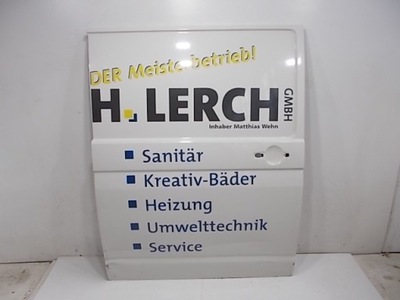 DER Meisterbetrieb!
H. LERCH GMBH
Inhaber Matthias Wehn
Sanitär
Kreativ-Bäder
Heizung
Umwelttechnik
Service